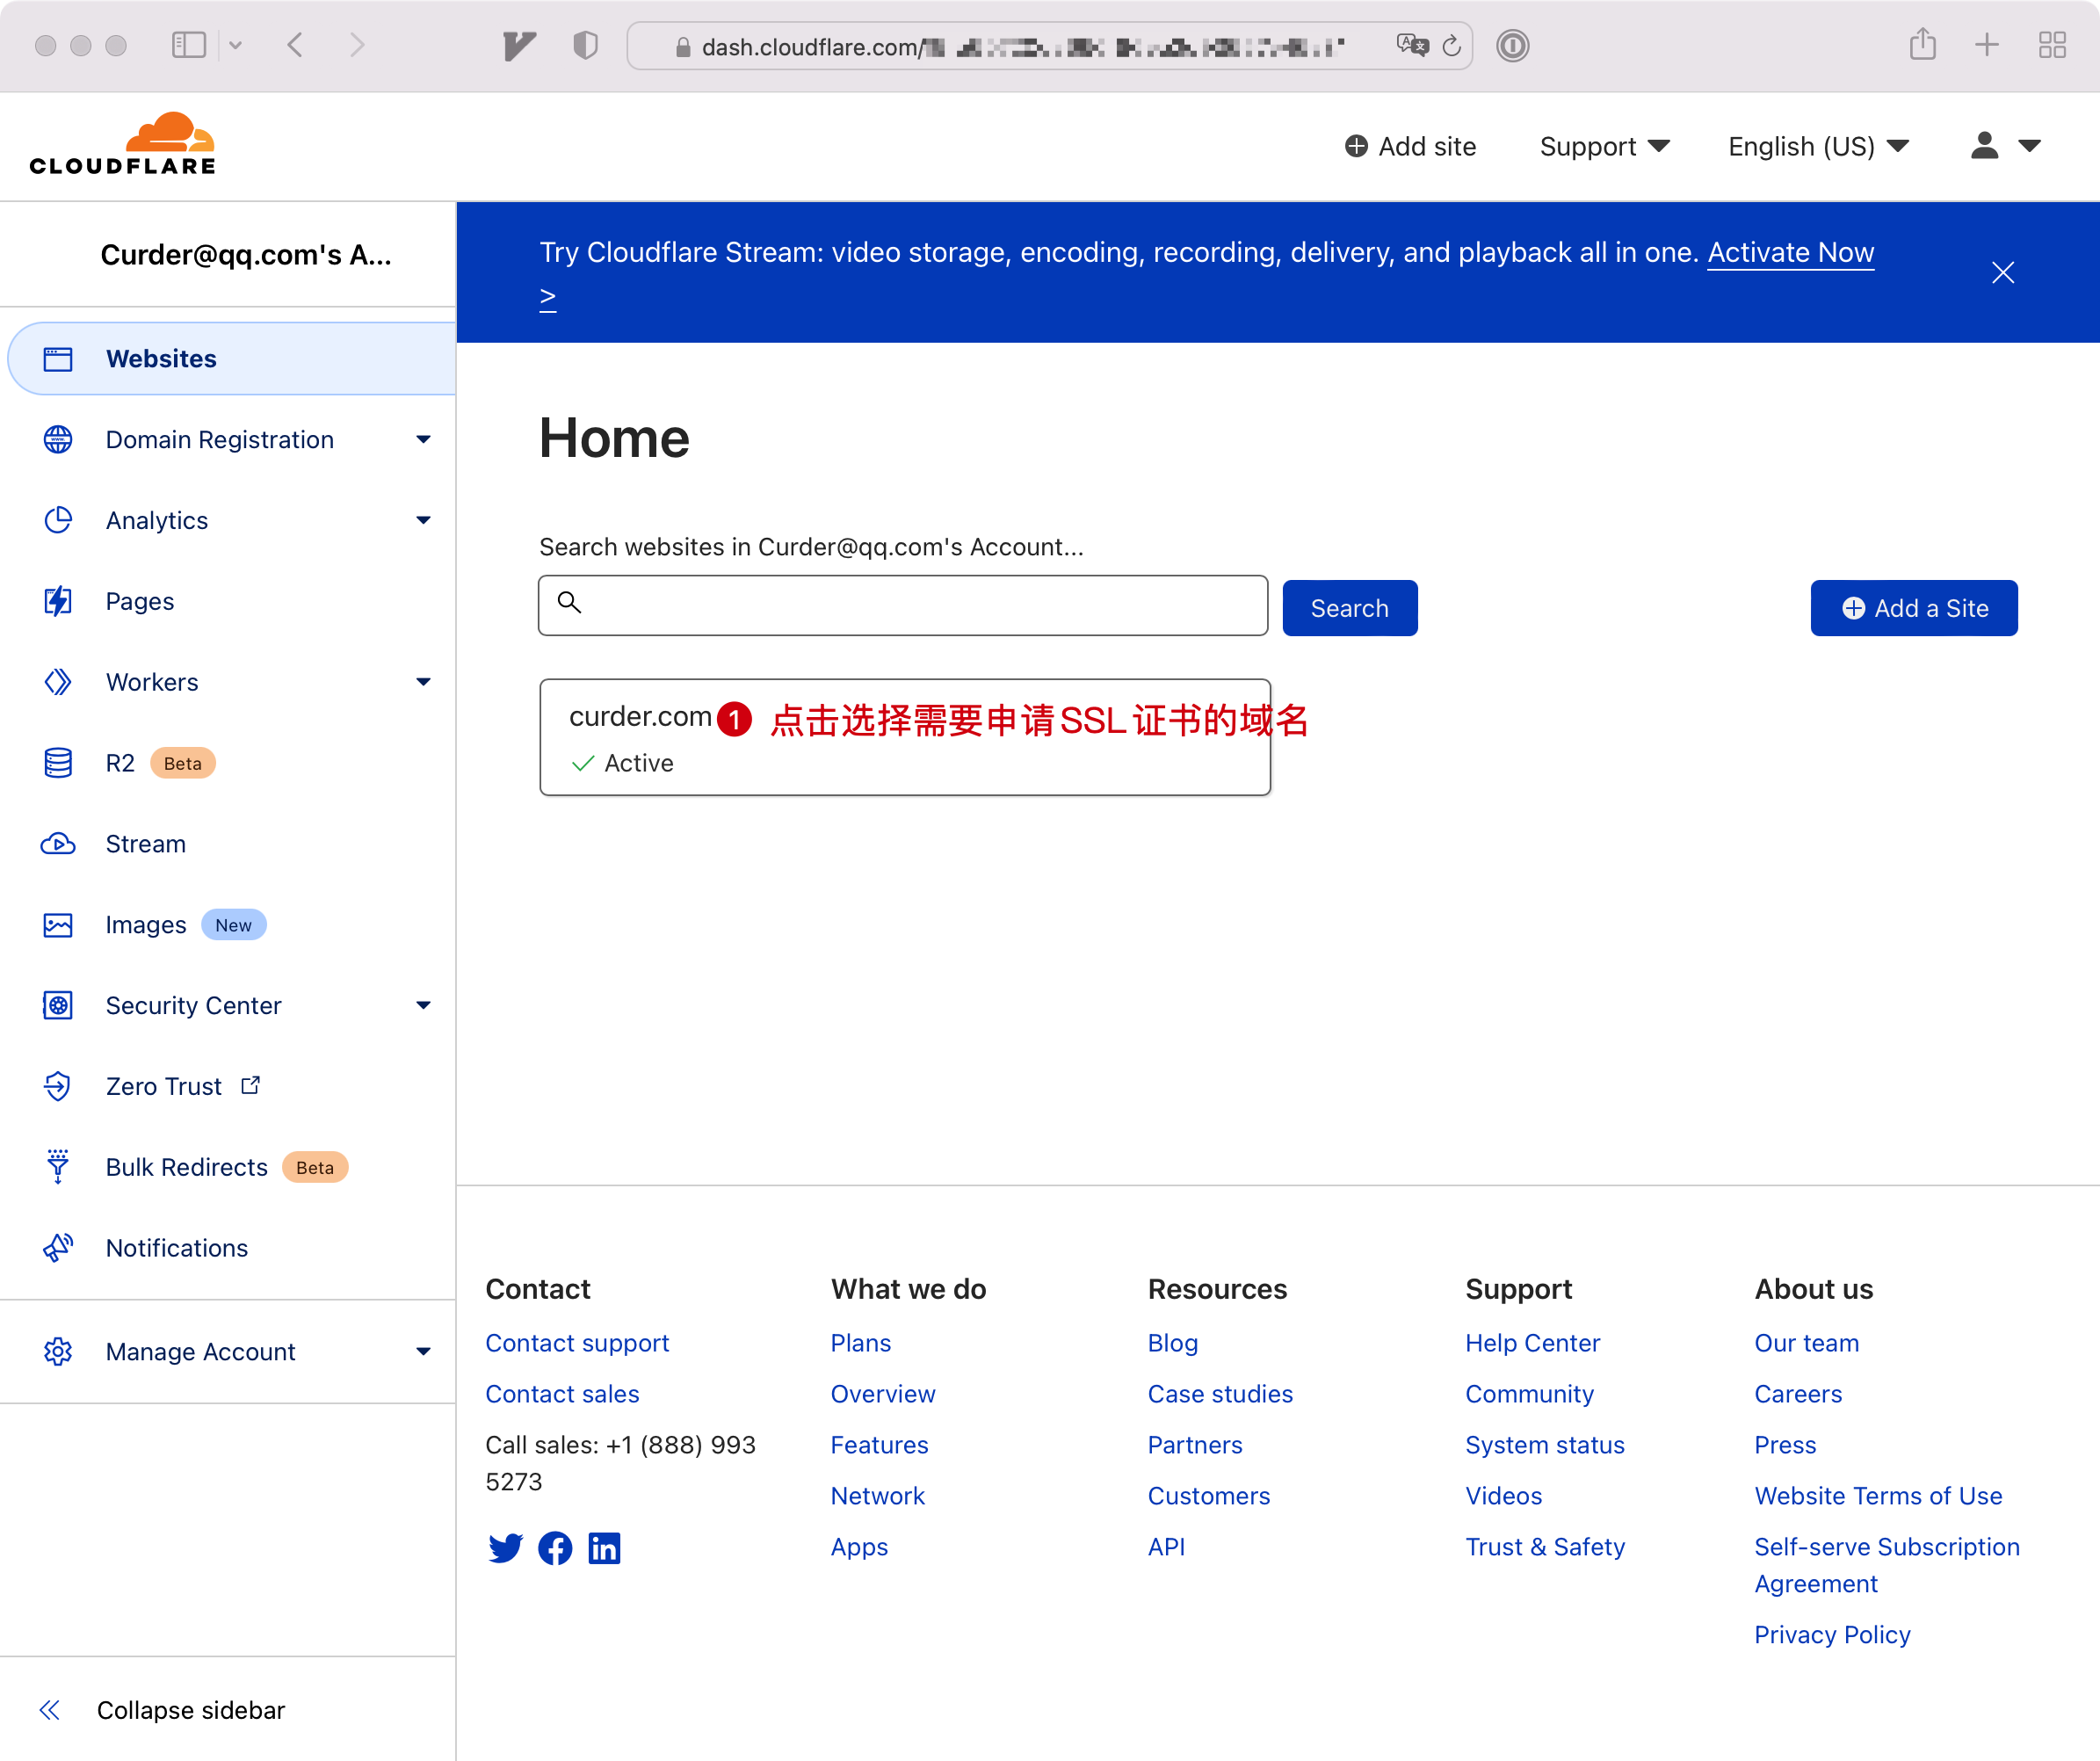 dash.cloudflare.com/
CLOUDFLARE
Add site
Support
English (US)
Curder@qq.com's A...
Try Cloudflare Stream: video storage, encoding, recording, delivery, and playback all in one. Activate Now
>
Websites
Domain Registration
Analytics
Pages
Workers
R2 Beta
Stream
Images New
Security Center
Zero Trust
Bulk Redirects Beta
Notifications
Manage Account
Collapse sidebar
Home
Search websites in Curder@qq.com's Account...
Search
Add a Site
curder.com 1 点击选择需要申请SSL证书的域名
Active
Contact
Contact support
Contact sales
Call sales: +1 (888) 993
5273
What we do
Plans
Overview
Features
Network
Apps
Resources
Blog
Case studies
Partners
Customers
API
Support
Help Center
Community
System status
Videos
Trust & Safety
About us
Our team
Careers
Press
Website Terms of Use
Self-serve Subscription
Agreement
Privacy Policy